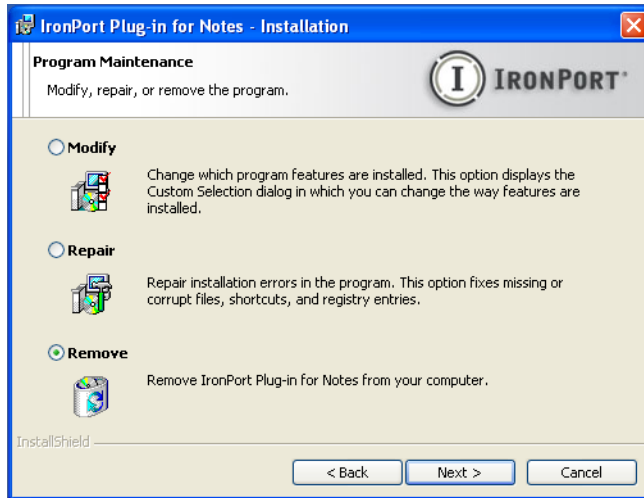 IronPort Plug-in for Notes - Installation
Program Maintenance
Modify, repair, or remove the program.
I IRONPORT
Modify
Change which program features are installed. This option displays the
Custom Selection dialog in which you can change the way features are
installed.
Repair
Repair installation errors in the program. This option fixes missing or
corrupt files, shortcuts, and registry entries.
Remove
Remove IronPort Plug-in for Notes from your computer.
InstallShield
< Back Next > Cancel